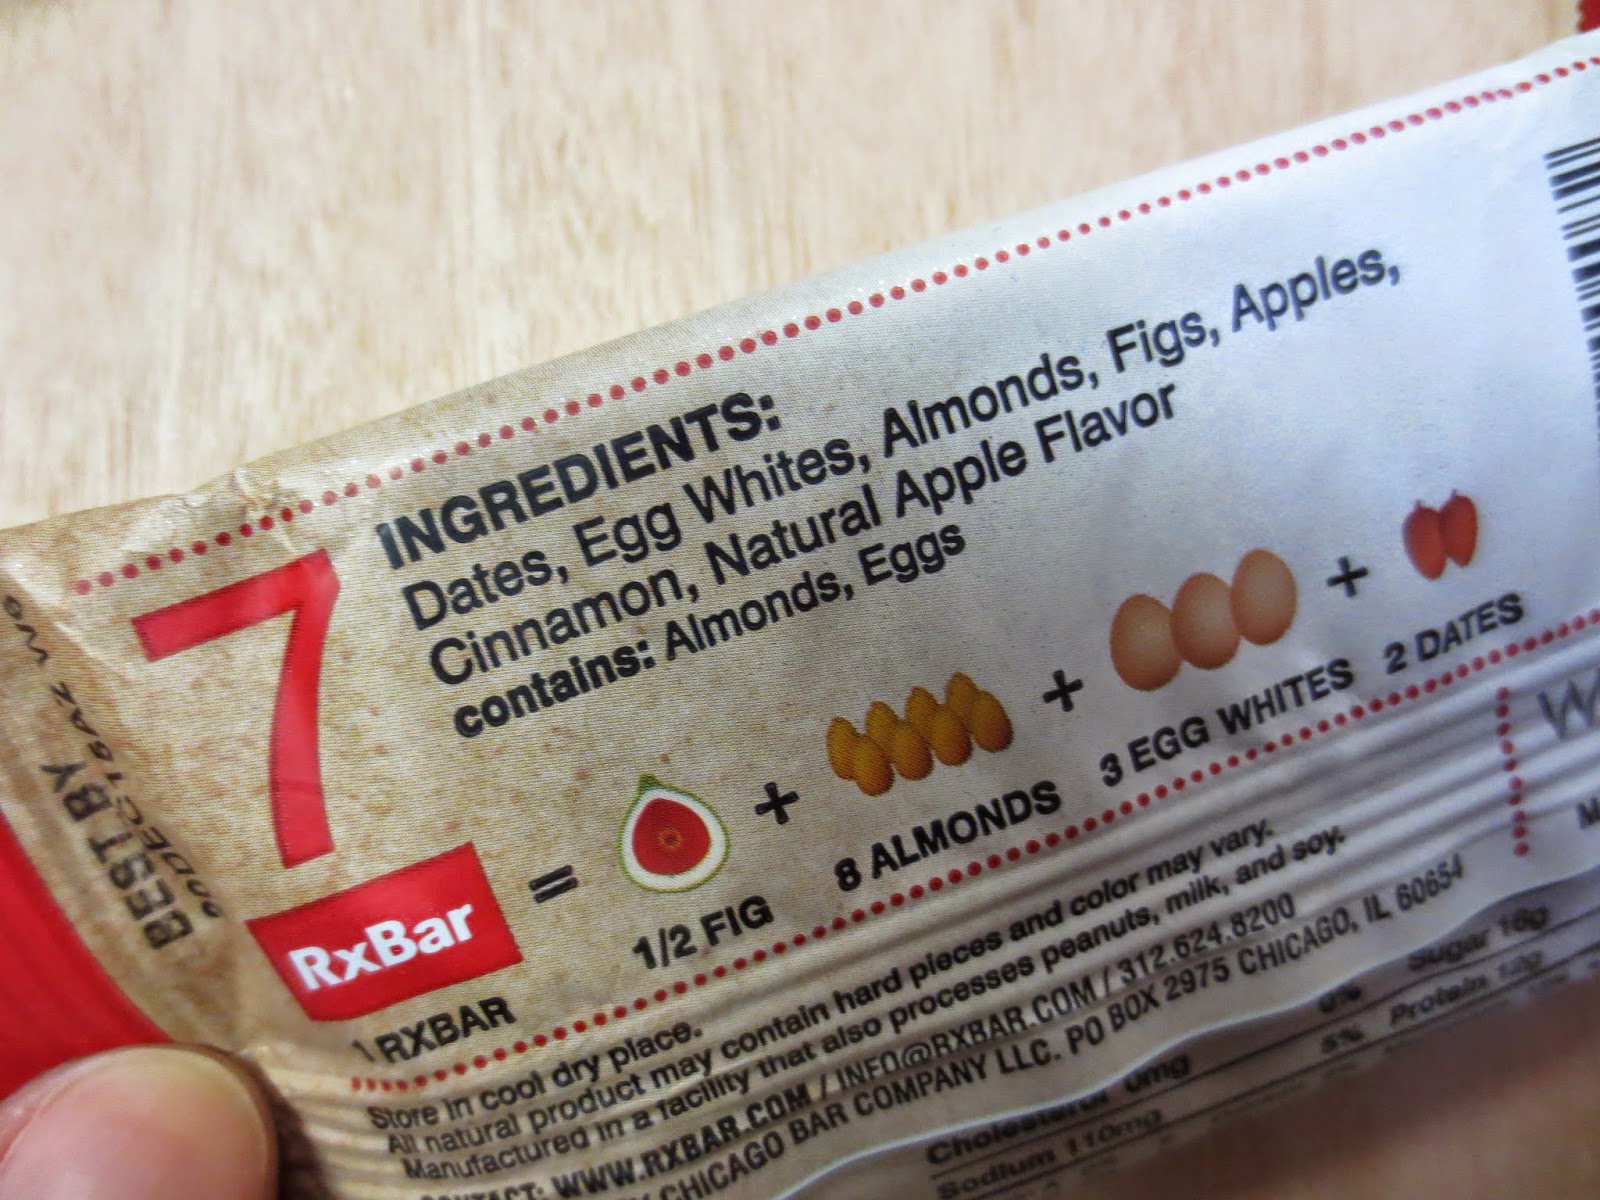 7
INGREDIENTS:
Dates, Egg Whites, Almonds, Figs, Apples,
Cinnamon, Natural Apple Flavor
contains: Almonds, Eggs
RxBar
1 RXBAR
=
1/2 FIG
+
8 ALMONDS
+
3 EGG WHITES
+
2 DATES
Store in cool dry place.
All natural product may contain hard pieces and color may vary.
Manufactured in a facility that also processes peanuts, milk, and soy.
CONTACT: WWW.RXBAR.COM / INFO@RXBAR.COM / 312.624.8200
CHICAGO BAR COMPANY LLC. PO BOX 2975 CHICAGO, IL 60654
BEST BY
Sugar 16g
0%
Protein 12g
5%
Cholesterol 0mg
Sodium 110mg